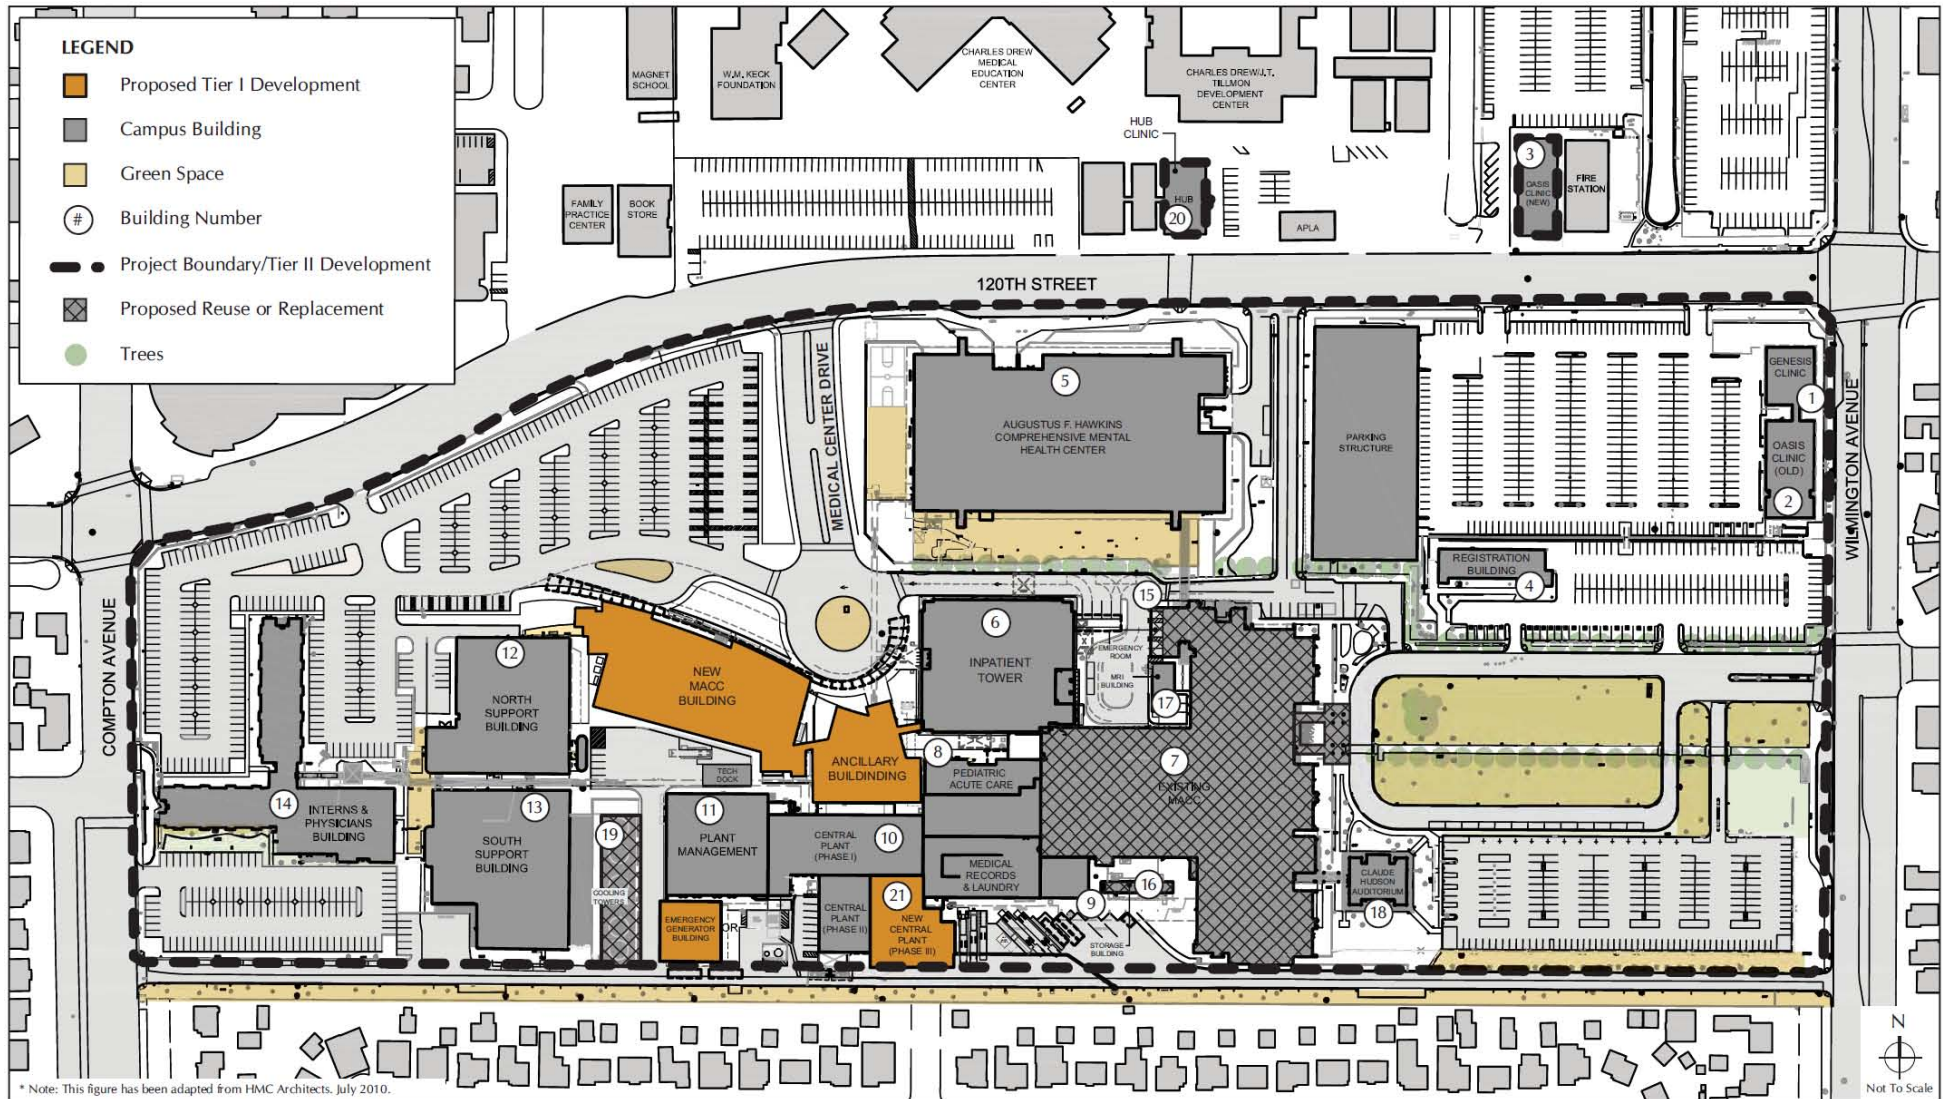 LEGEND
Proposed Tier I Development
Campus Building
Green Space
#
Building Number
Project Boundary/Tier II Development
Proposed Reuse or Replacement
Trees
MAGNET
SCHOOL
W.M. KECK
FOUNDATION
CHARLES DREW
MEDICAL
EDUCATION
CENTER
CHARLES DREW/J.T.
TILLMON
DEVELOPMENT
CENTER
HUB
CLINIC
HUB
20
3
OASIS
CLINIC
(NEW)
FIRE
STATION
FAMILY
PRACTICE
CENTER
BOOK
STORE
APLA
120TH STREET
MEDICAL CENTER DRIVE
5
AUGUSTUS F. HAWKINS
COMPREHENSIVE MENTAL
HEALTH CENTER
PARKING
STRUCTURE
GENESIS
CLINIC
1
OASIS
CLINIC
(OLD)
2
WILMINGTON AVENUE
REGISTRATION
BUILDING
4
COMPTON AVENUE
12
NORTH
SUPPORT
BUILDING
NEW
MACC
BUILDING
6
INPATIENT
TOWER
15
EMERGENCY
ROOM
MRI
BUILDING
17
ANCILLARY
BUILDINDING
8
PEDIATRIC
ACUTE CARE
7
EXISTING
MACC
TECH
DOCK
14
INTERNS &
PHYSICIANS
BUILDING
13
SOUTH
SUPPORT
BUILDING
19
COOLING
TOWERS
11
PLANT
MANAGEMENT
CENTRAL
PLANT
(PHASE I)
10
MEDICAL
RECORDS
& LAUNDRY
16
9
STORAGE
BUILDING
CLAUDE
HUDSON
AUDITORIUM
18
EMERGENCY
GENERATOR
BUILDING
OR
CENTRAL
PLANT
(PHASE II)
21
NEW
CENTRAL
PLANT
(PHASE III)
* Note: This figure has been adapted from HMC Architects. July 2010.
N
Not To Scale